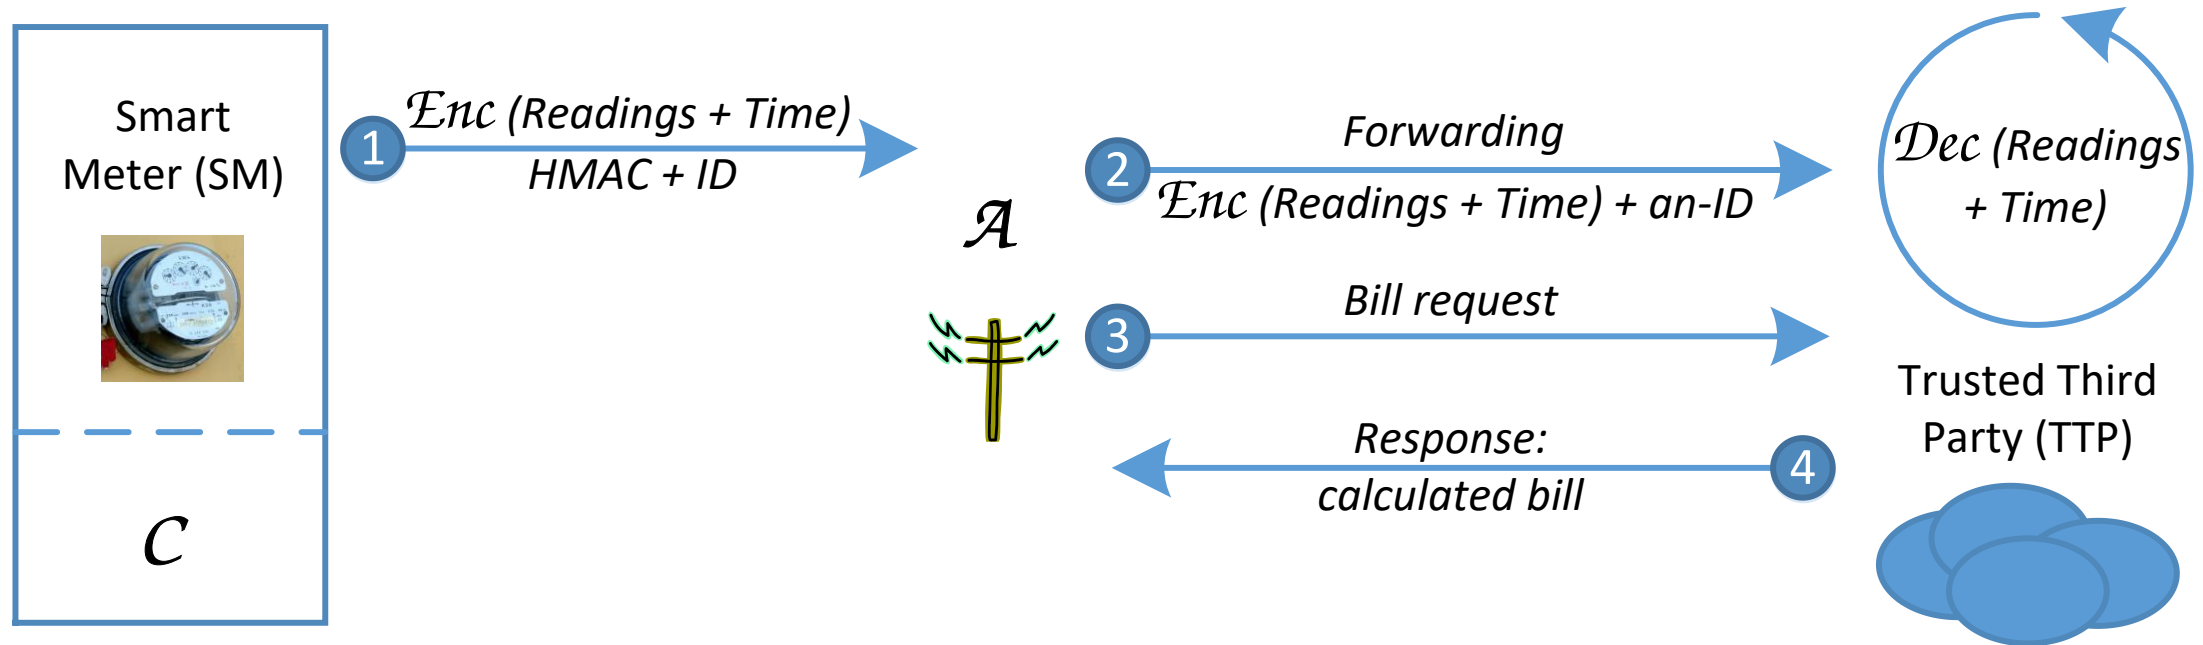 Smart
Meter (SM)
C
1
Enc (Readings + Time)
HMAC + ID
A
2
Forwarding
Enc (Readings + Time) + an-ID
3
Bill request
Response:
calculated bill
4
Dec (Readings
+ Time)
Trusted Third
Party (TTP)